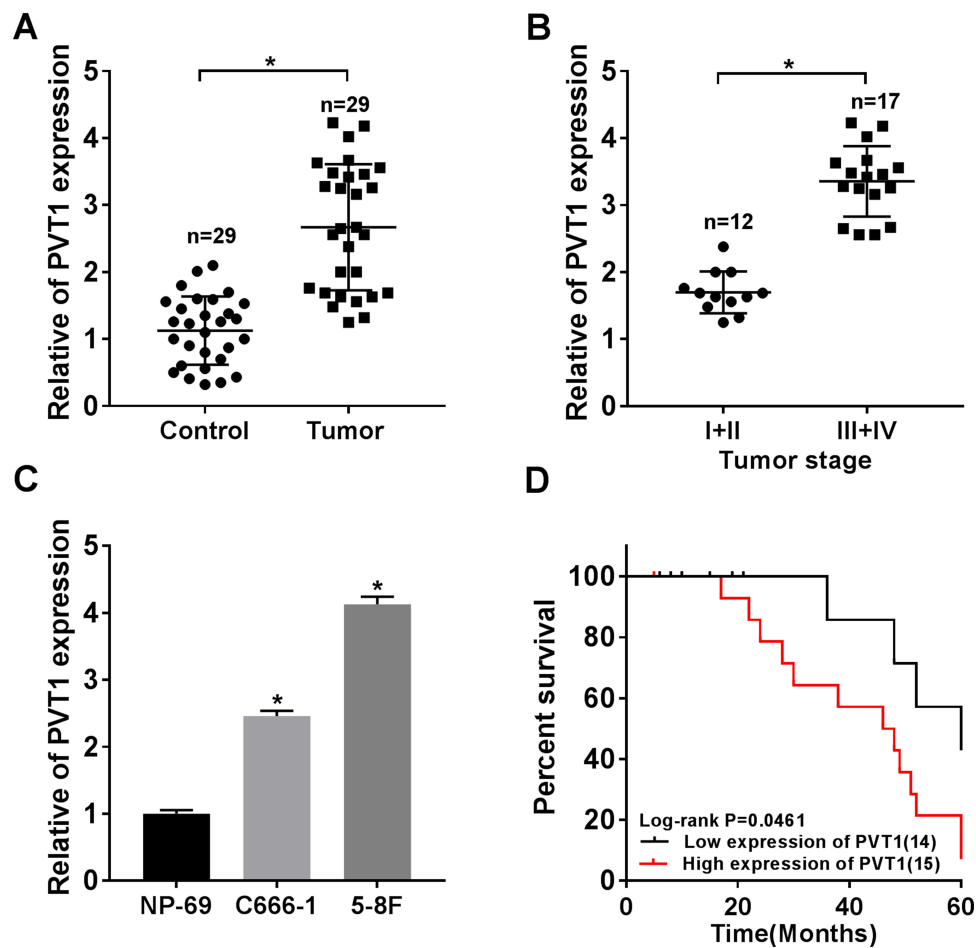 A
Relative of PVT1 expression
5
4
3
2
1
0
*
n=29
n=29
Control
Tumor
B
Relative of PVT1 expression
5
4
3
2
1
0
*
n=12
n=17
I+II
III+IV
Tumor stage
C
Relative of PVT1 expression
5
4
3
2
1
0
*
*
NP-69
C666-1
5-8F
D
Percent survival
100
80
60
40
20
0
Log-rank P=0.0461
Low expression of PVT1(14)
High expression of PVT1(15)
0
20
40
60
Time(Months)